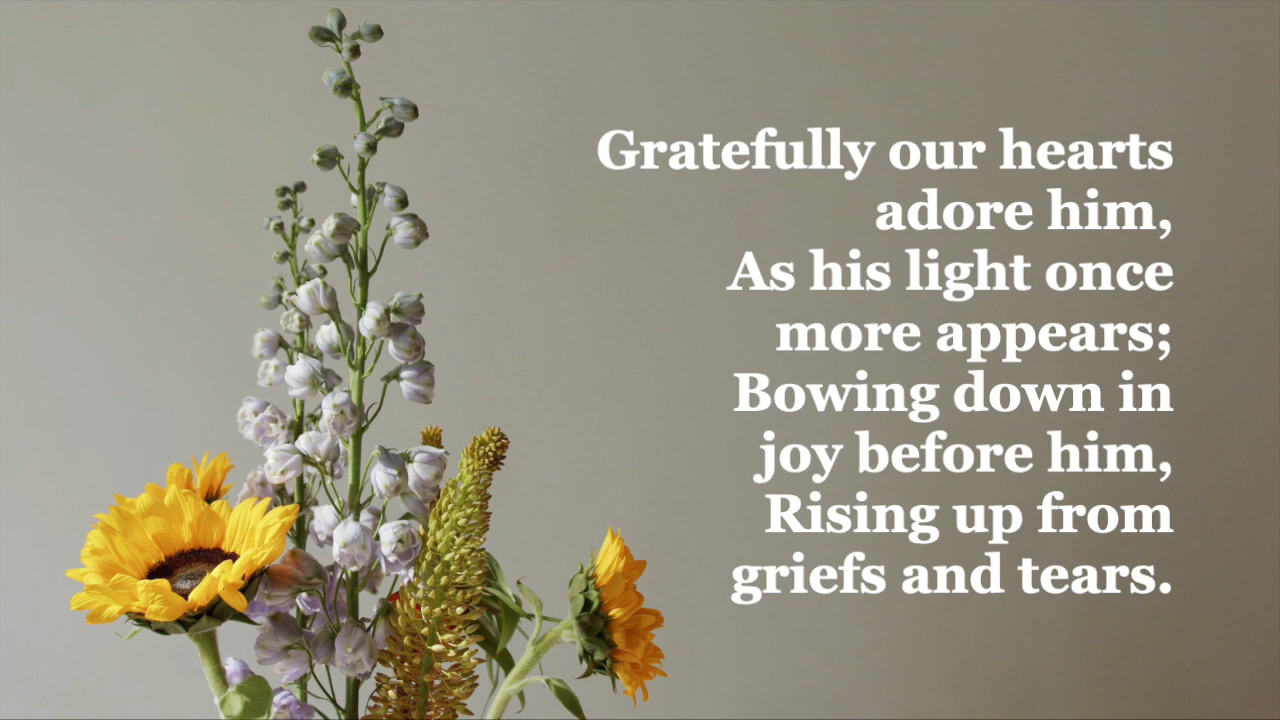 Gratefully our hearts
adore him,
As his light once
more appears;
Bowing down in
joy before him,
Rising up from
griefs and tears.